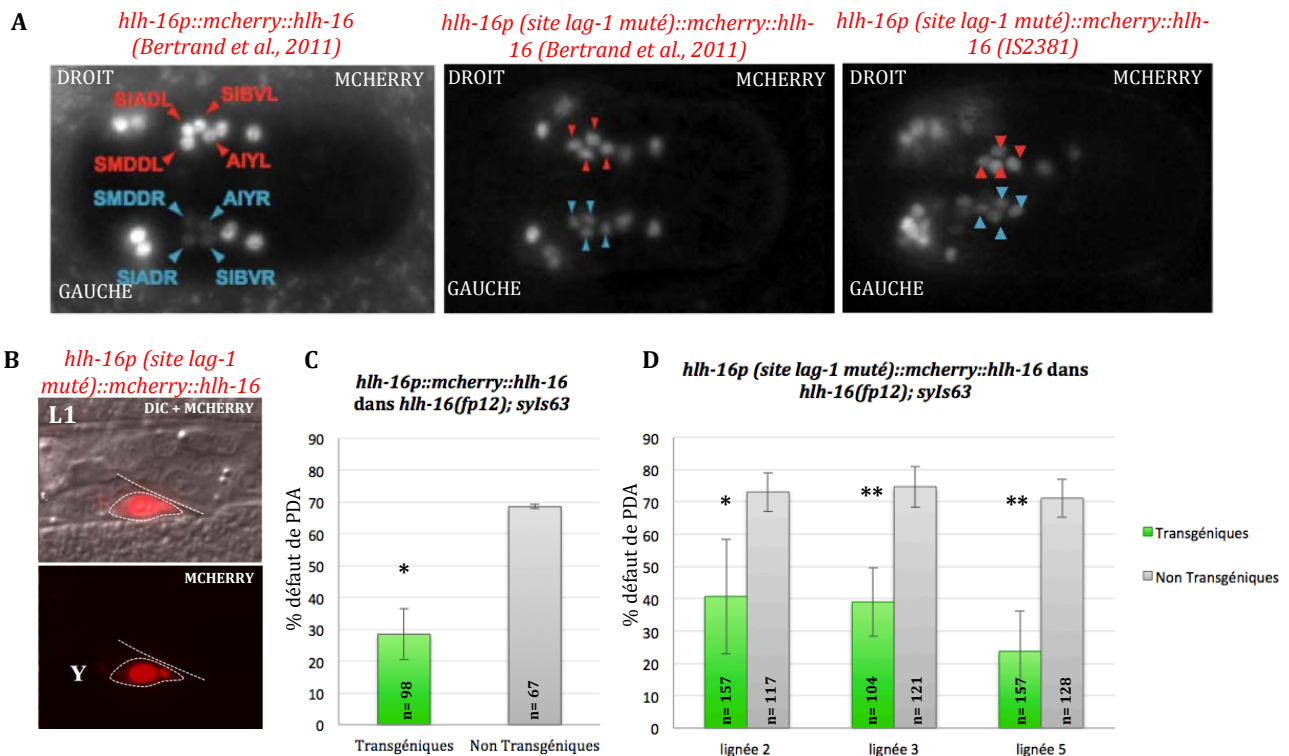 A
hlh-16p::mcherry::hlh-16
(Bertrand et al., 2011)
hlh-16p (site lag-1 muté)::mcherry::hlh-
16 (Bertrand et al., 2011)
hlh-16p (site lag-1 muté)::mcherry::hlh-
16 (IS2381)
DROIT
MCHERRY
SIADL
SIBVL
SMDDL
AIYL
SMDDR
AIYR
SIADR
SIBVR
GAUCHE
DROIT
MCHERRY
GAUCHE
DROIT
MCHERRY
GAUCHE
B
hlh-16p (site lag-1
muté)::mcherry::hlh-16
L1
DIC + MCHERRY
MCHERRY
Y
C
hlh-16p::mcherry::hlh-16
dans hlh-16(fp12); syIs63
% défaut de PDA
90
80
70
60
50
40
30
20
10
0
*
n= 98
n= 67
Transgéniques
Non Transgéniques
D
hlh-16p (site lag-1 muté)::mcherry::hlh-16 dans
hlh-16(fp12); syIs63
% défaut de PDA
90
80
70
60
50
40
30
20
10
0
*
**
**
n= 157
n= 117
n= 104
n= 121
n= 157
n= 128
lignée 2
lignée 3
lignée 5
Transgéniques
Non Transgéniques